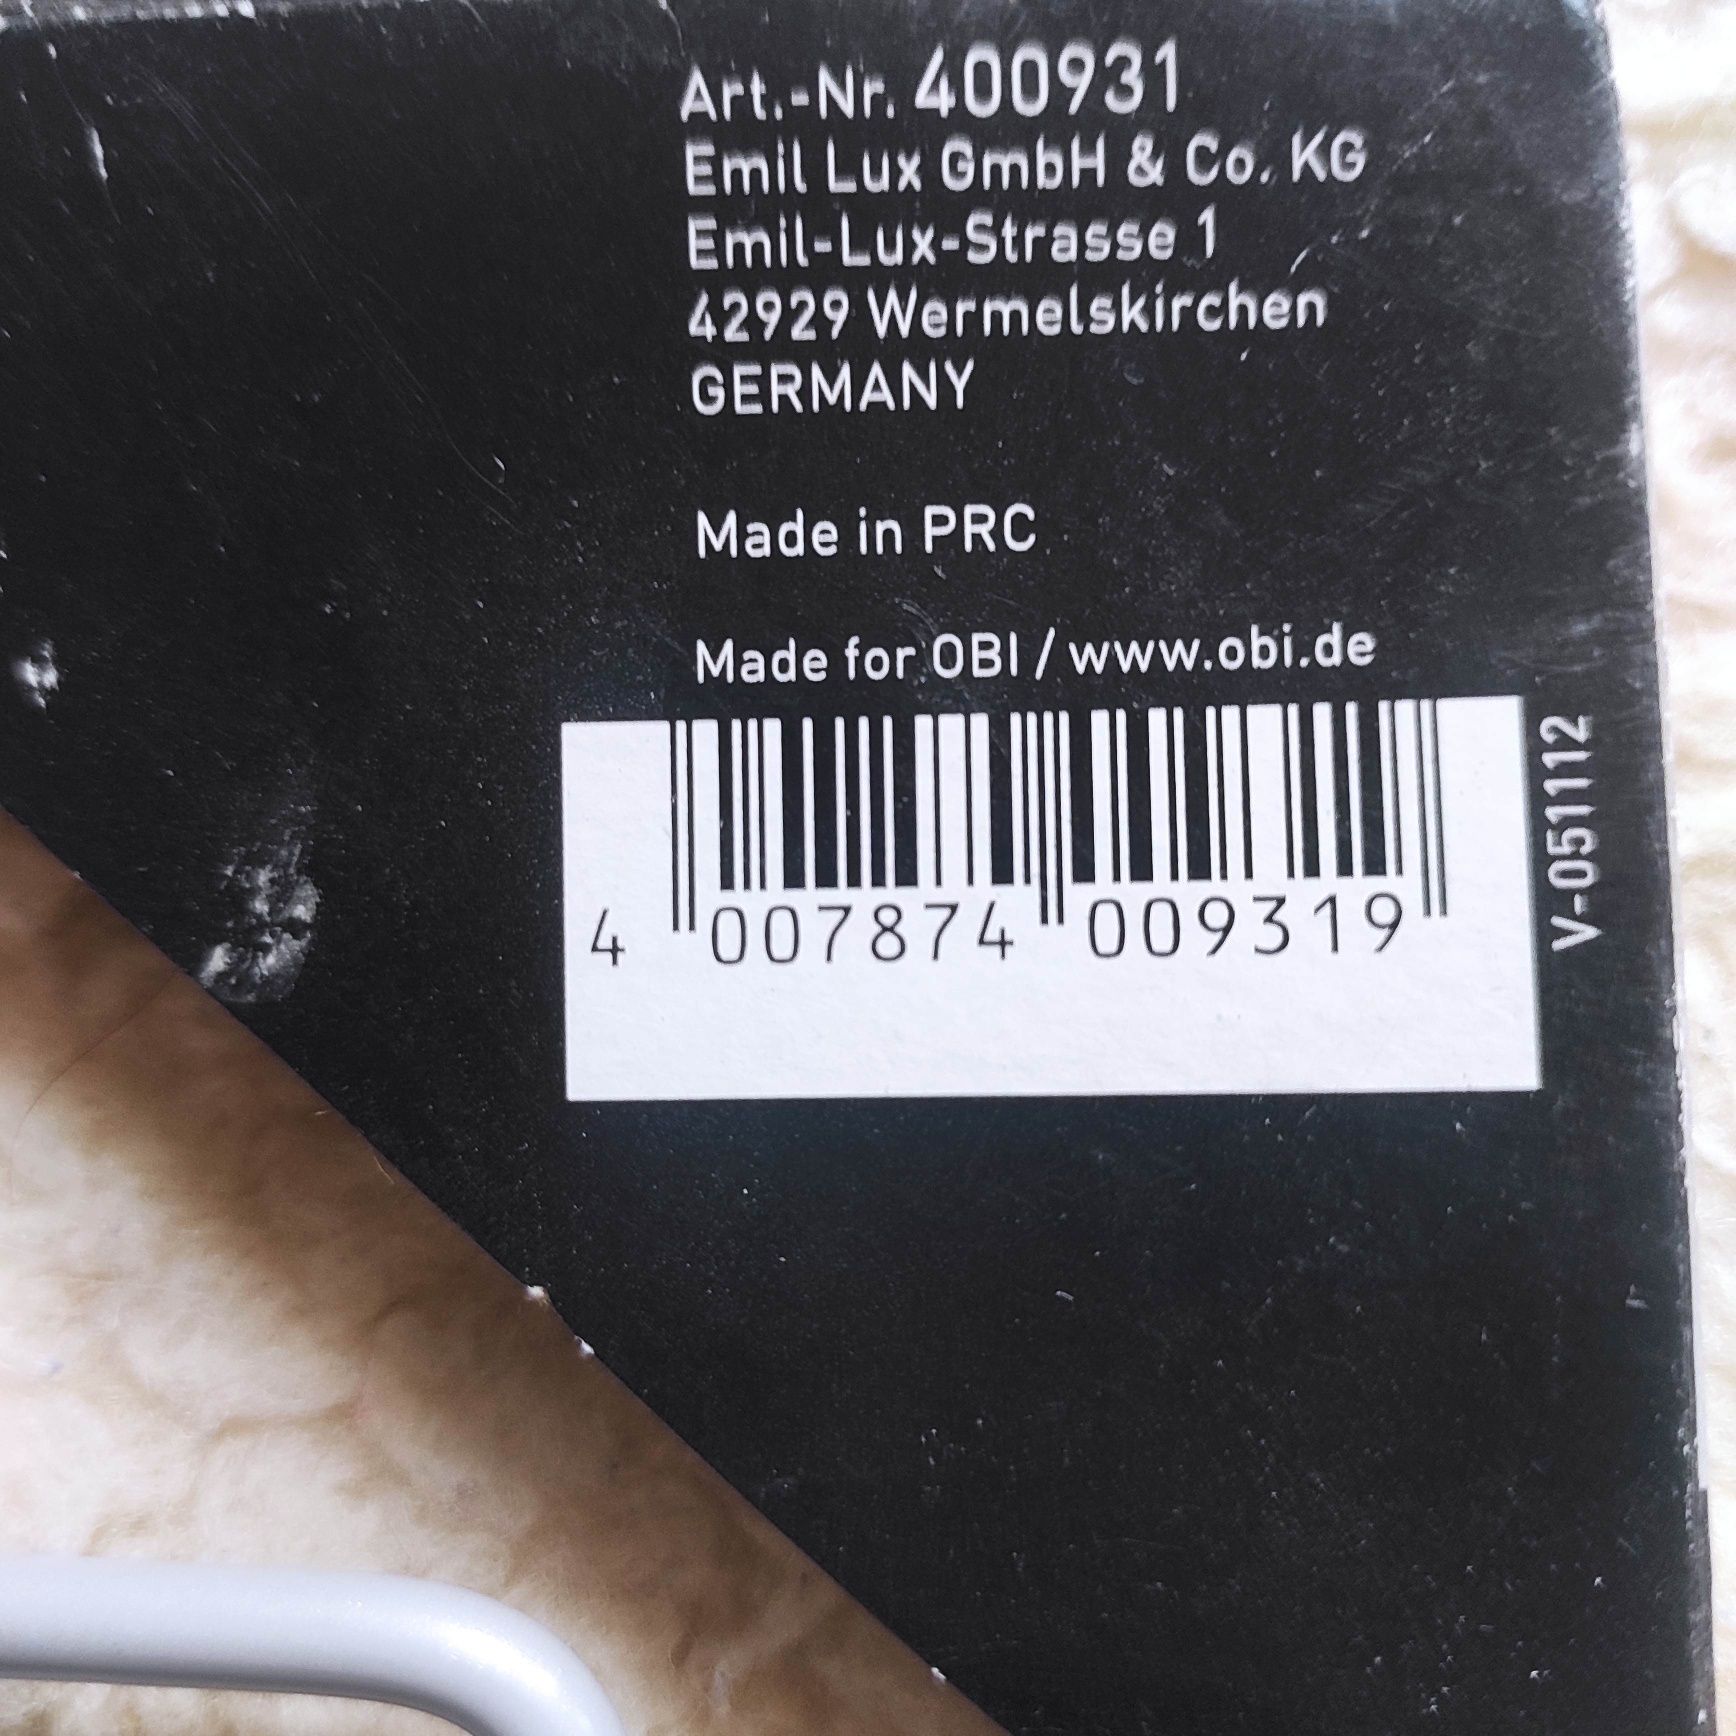 Art.-Nr. 400931
Emil Lux GmbH & Co. KG
Emil-Lux-Strasse 1
42929 Wermelskirchen
GERMANY
Made in PRC
Made for OBI / www.obi.de
4 007874 009319
V-051112